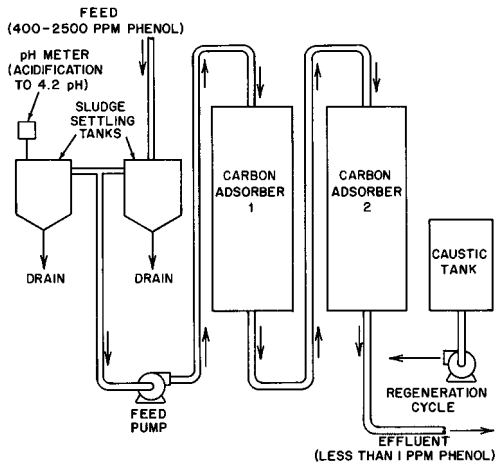 FEED
(400-2500 PPM PHENOL)
pH METER
(ACIDIFICATION
TO 4.2 pH)
SLUDGE
SETTLING
TANKS
DRAIN
DRAIN
FEED
PUMP
CARBON
ADSORBER
1
CARBON
ADSORBER
2
CAUSTIC
TANK
REGENERATION
CYCLE
EFFLUENT
(LESS THAN 1 PPM PHENOL)